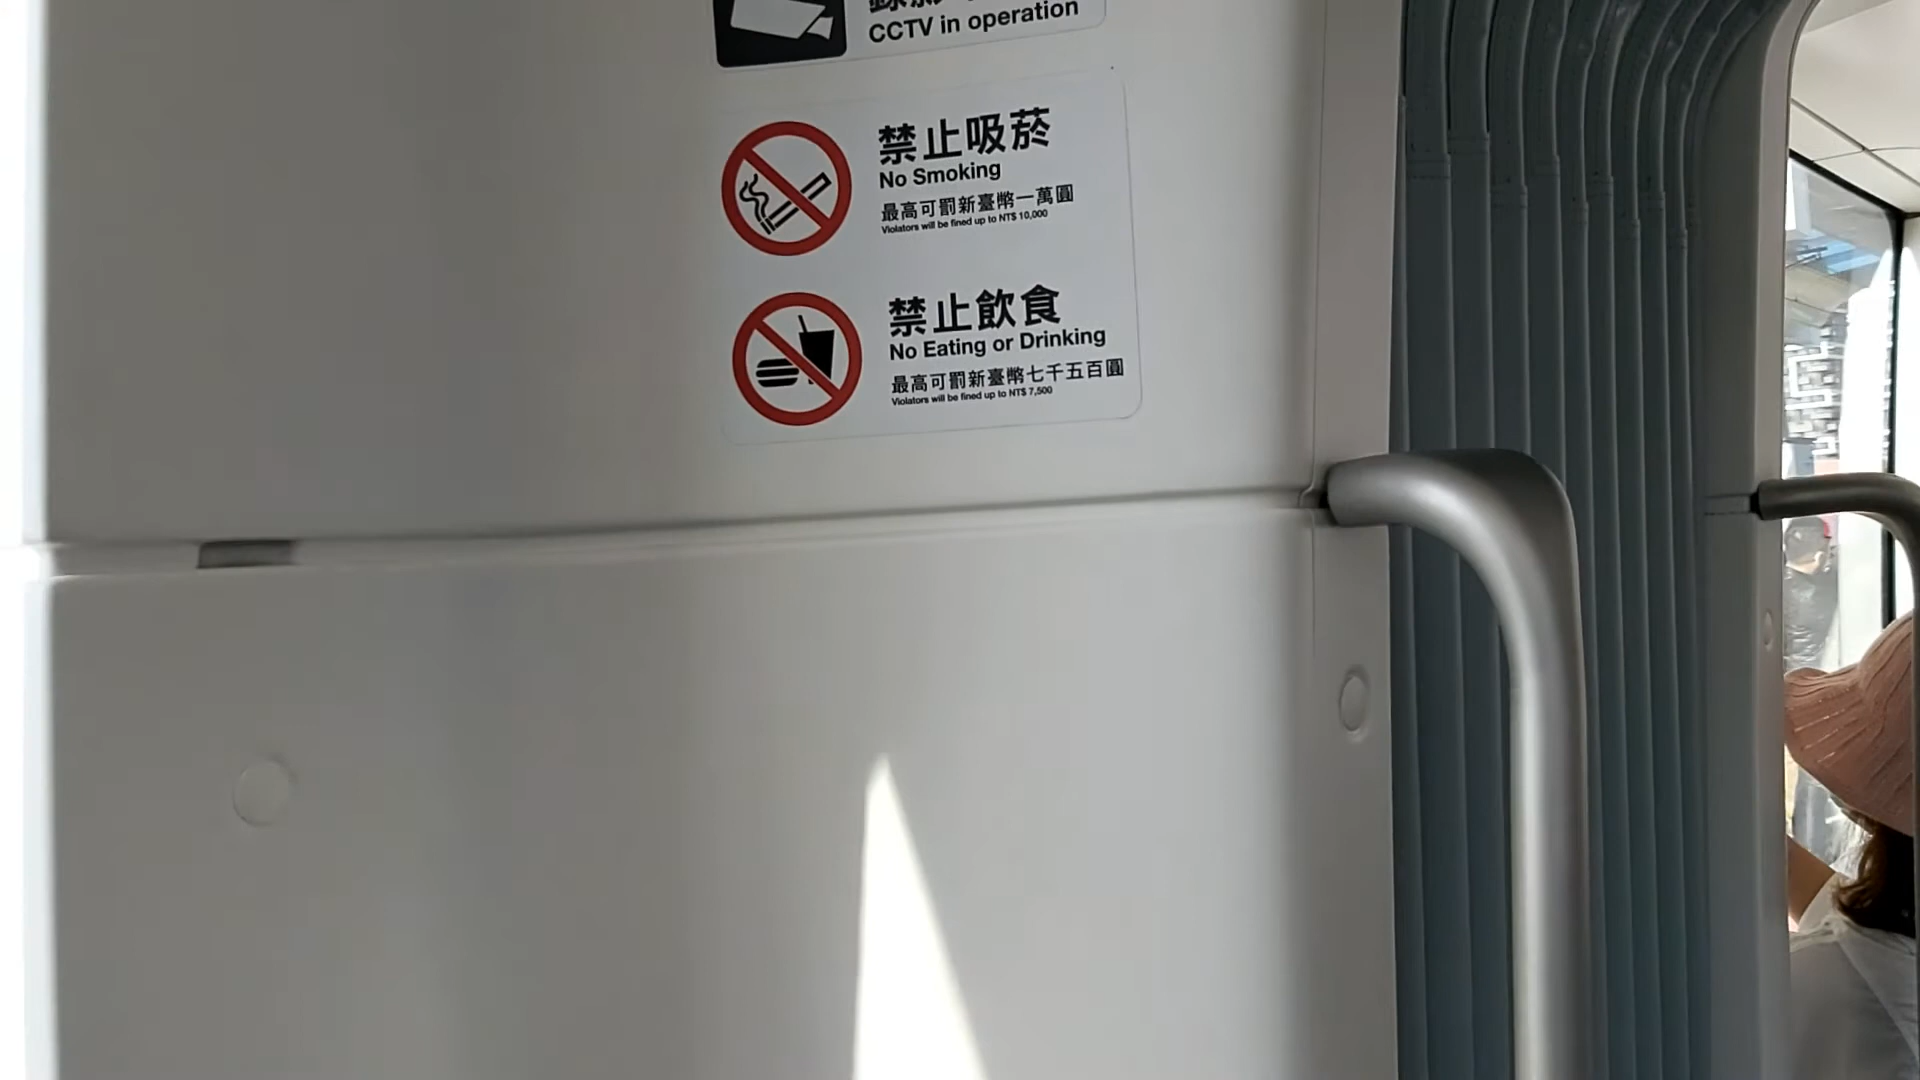 CCTV in operation
禁止吸菸
No Smoking
最高可罰新臺幣一萬圓
Violators will be fined up to NT$ 10,000
禁止飲食
No Eating or Drinking
最高可罰新臺幣七千五百圓
Violators will be fined up to NT$ 7,500